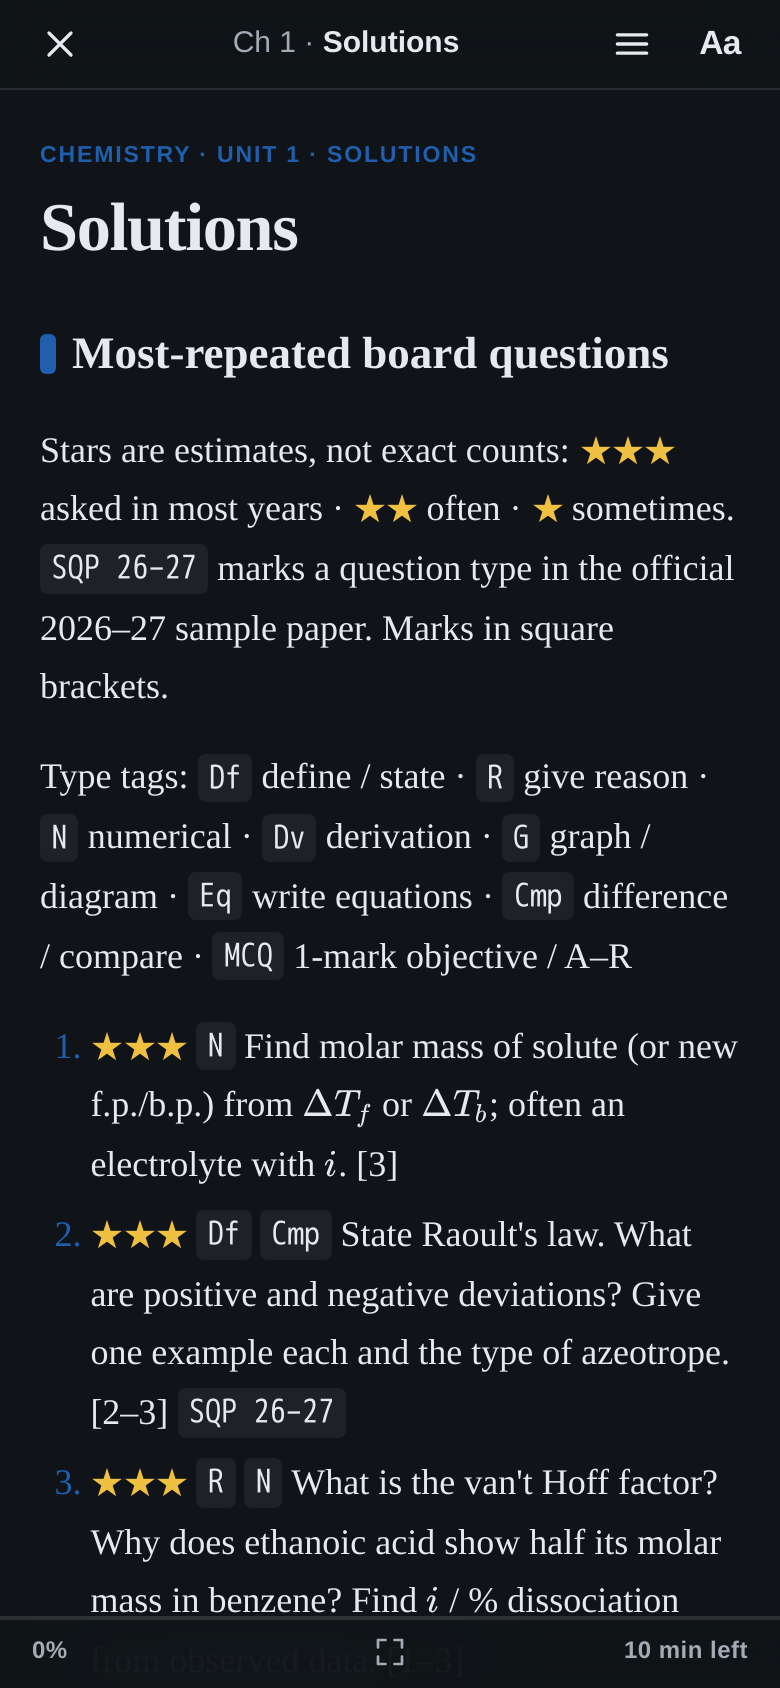 Ch 1 · Solutions
Aa
CHEMISTRY · UNIT 1 · SOLUTIONS
Solutions
Most-repeated board questions
Stars are estimates, not exact counts: ★★★
asked in most years · ★★ often · ★ sometimes.
SQP 26–27 marks a question type in the official
2026–27 sample paper. Marks in square
brackets.
Type tags: Df define / state · R give reason ·
N numerical · Dv derivation · G graph /
diagram · Eq write equations · Cmp difference
/ compare · MCQ 1-mark objective / A–R
1. ★★★ N Find molar mass of solute (or new
f.p./b.p.) from ΔT_f or ΔT_b; often an
electrolyte with i. [3]
2. ★★★ Df Cmp State Raoult's law. What
are positive and negative deviations? Give
one example each and the type of azeotrope.
[2–3] SQP 26–27
3. ★★★ R N What is the van't Hoff factor?
Why does ethanoic acid show half its molar
mass in benzene? Find i / % dissociation
from observed data. [1–3]
0%
10 min left